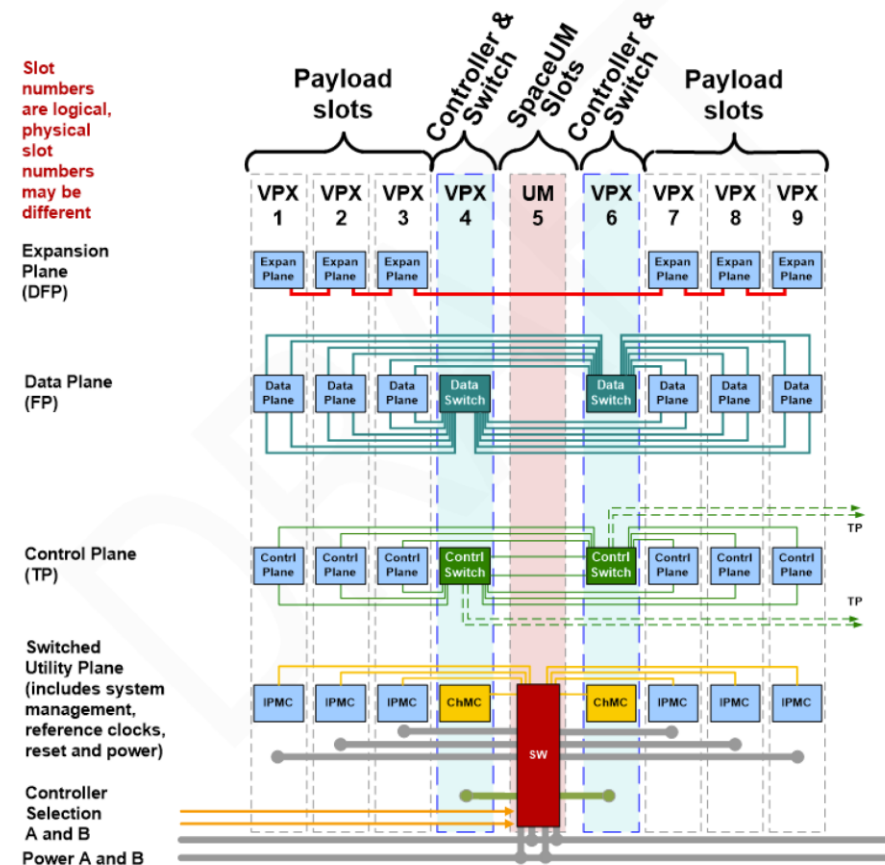 Slot
numbers
are logical,
physical
slot
numbers
may be
different
Payload
slots
Controller &
Switch
SpaceUM
Slots
Controller &
Switch
Payload
slots
VPX
1
VPX
2
VPX
3
VPX
4
UM
5
VPX
6
VPX
7
VPX
8
VPX
9
Expansion
Plane
(DFP)
Expan
Plane
Expan
Plane
Expan
Plane
Expan
Plane
Expan
Plane
Expan
Plane
Data Plane
(FP)
Data
Plane
Data
Plane
Data
Plane
Data
Switch
Data
Switch
Data
Plane
Data
Plane
Data
Plane
TP
Control Plane
(TP)
Contrl
Plane
Contrl
Plane
Contrl
Plane
Contrl
Switch
Contrl
Switch
Contrl
Plane
Contrl
Plane
Contrl
Plane
TP
Switched
Utility Plane
(includes system
management,
reference clocks,
reset and power)
IPMC
IPMC
IPMC
ChMC
ChMC
IPMC
IPMC
IPMC
SW
Controller
Selection
A and B
Power A and B
DRAFT